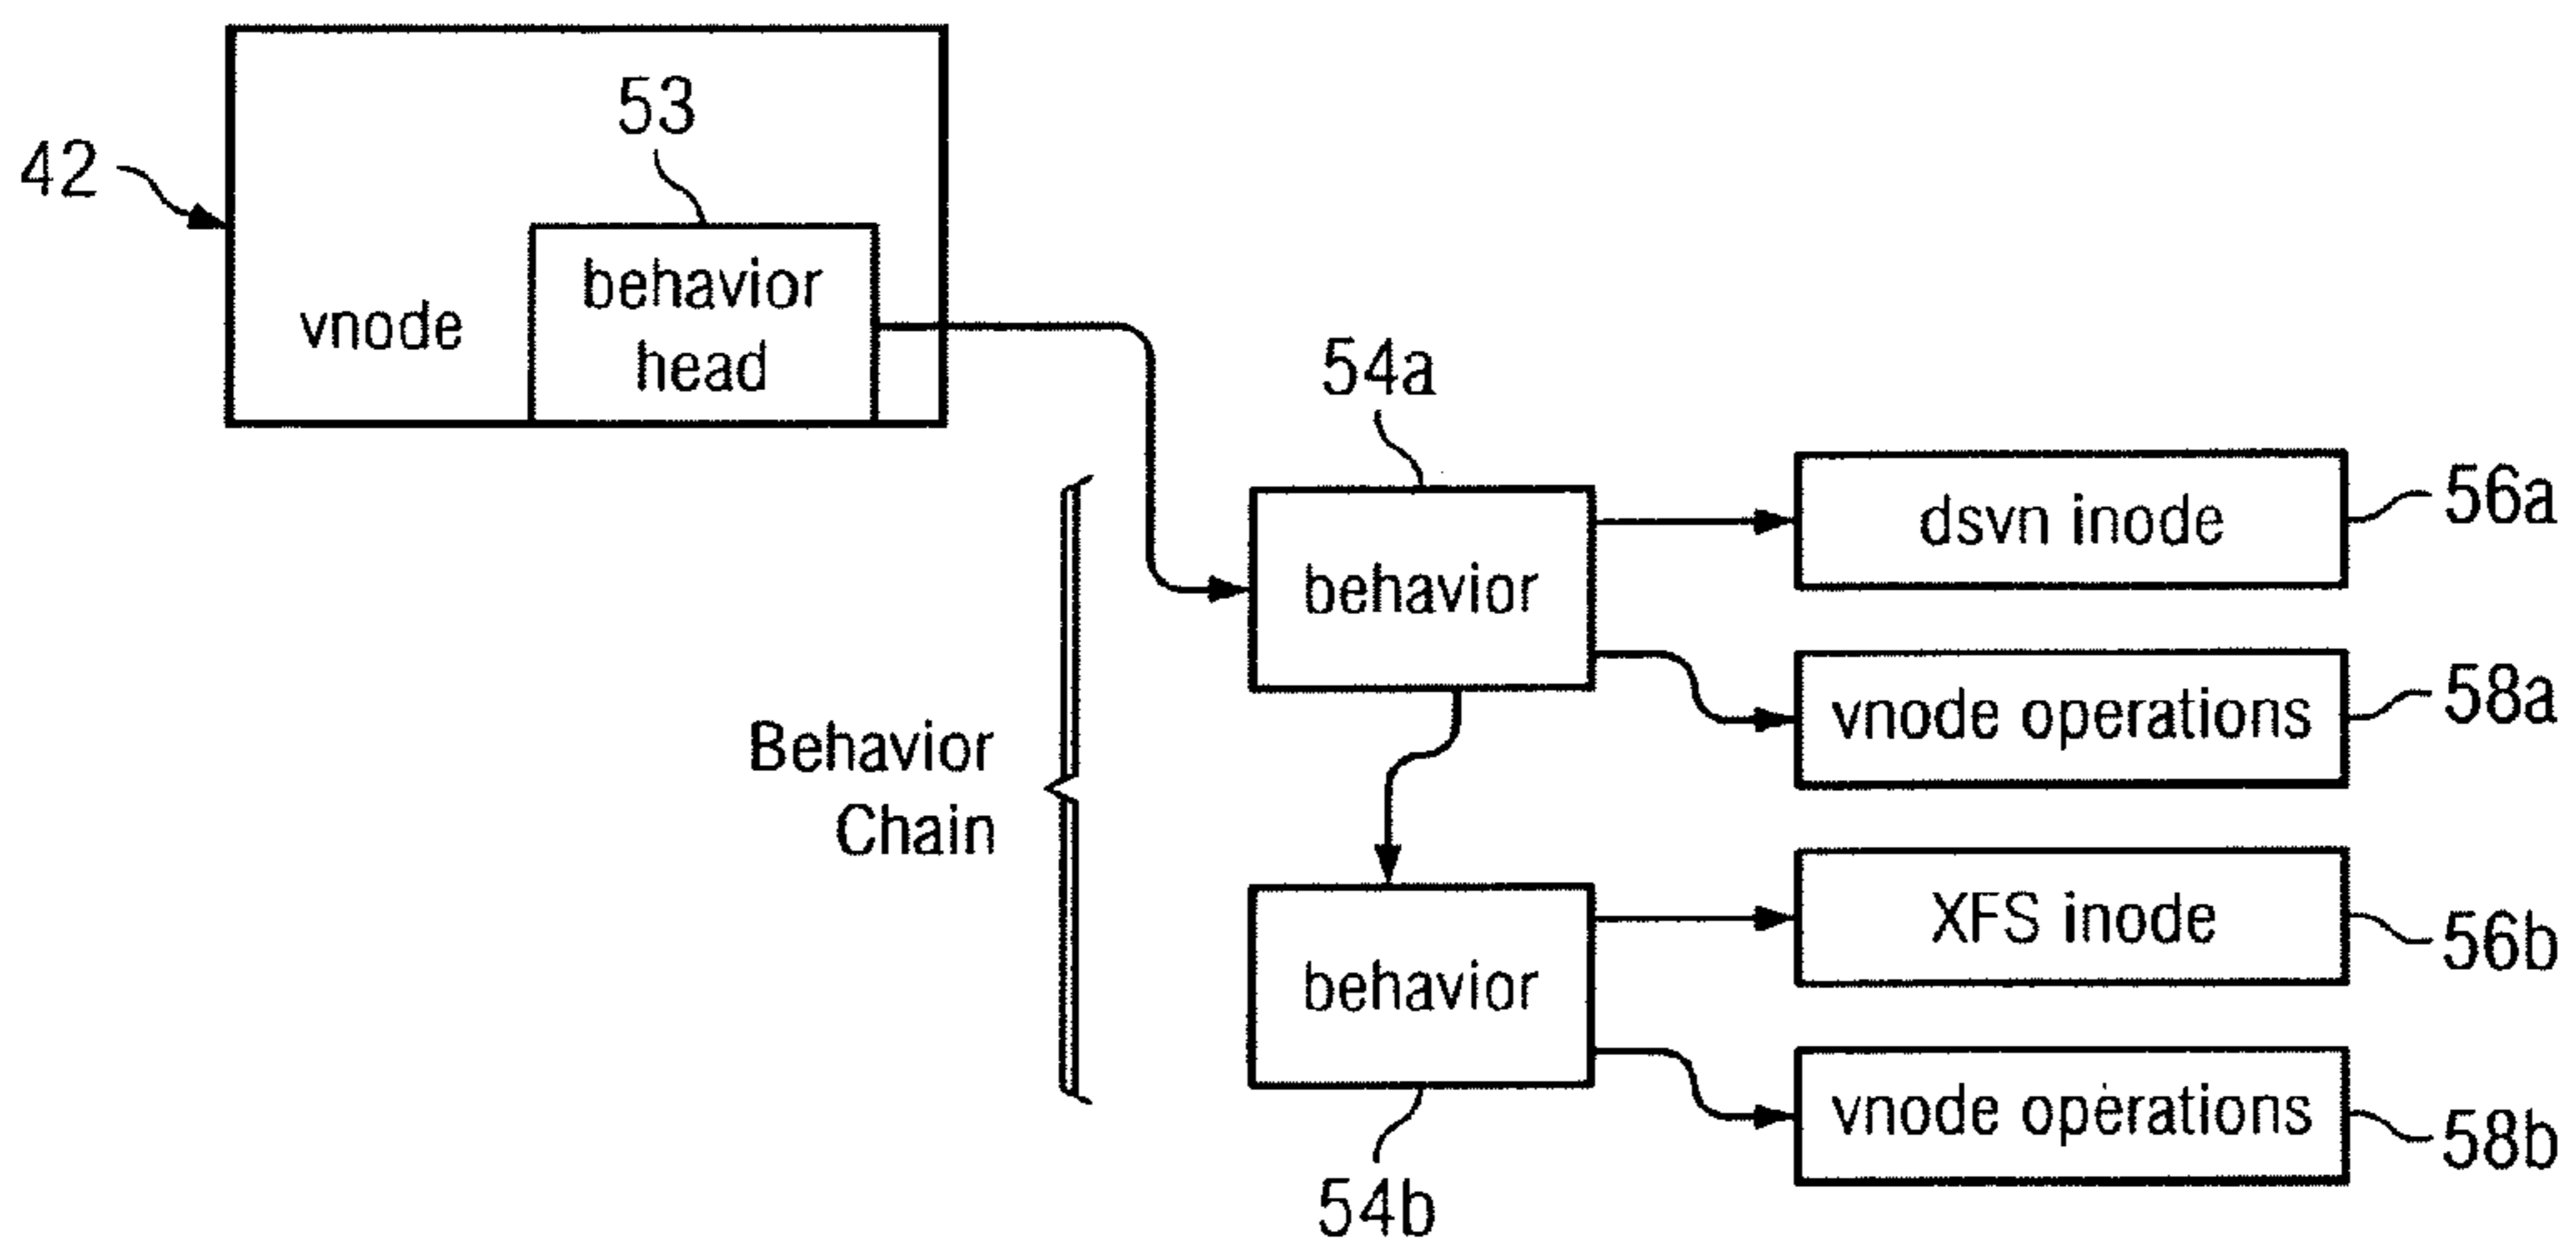 53
42
behavior
head
vnode
54a
dsvn inode
56a
behavior
vnode operations
58a
Behavior
Chain
XFS inode
56b
behavior
vnode operations
58b
54b